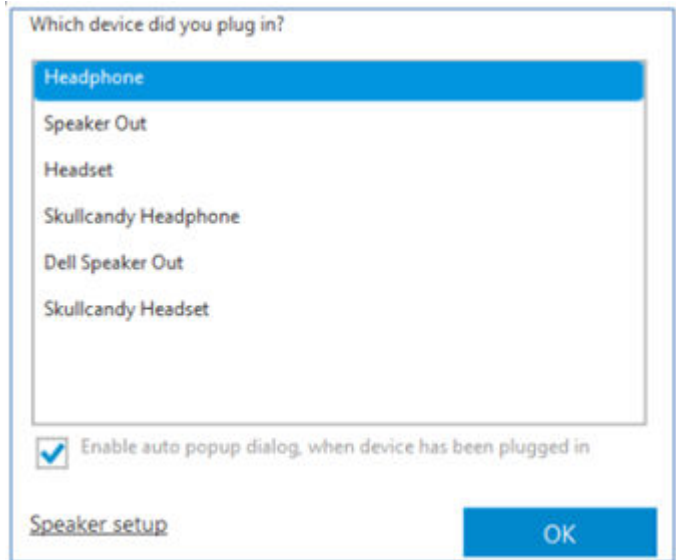 Which device did you plug in?
Headphone
Speaker Out
Headset
Skullcandy Headphone
Dell Speaker Out
Skullcandy Headset
Enable auto popup dialog, when device has been plugged in
Speaker setup
OK